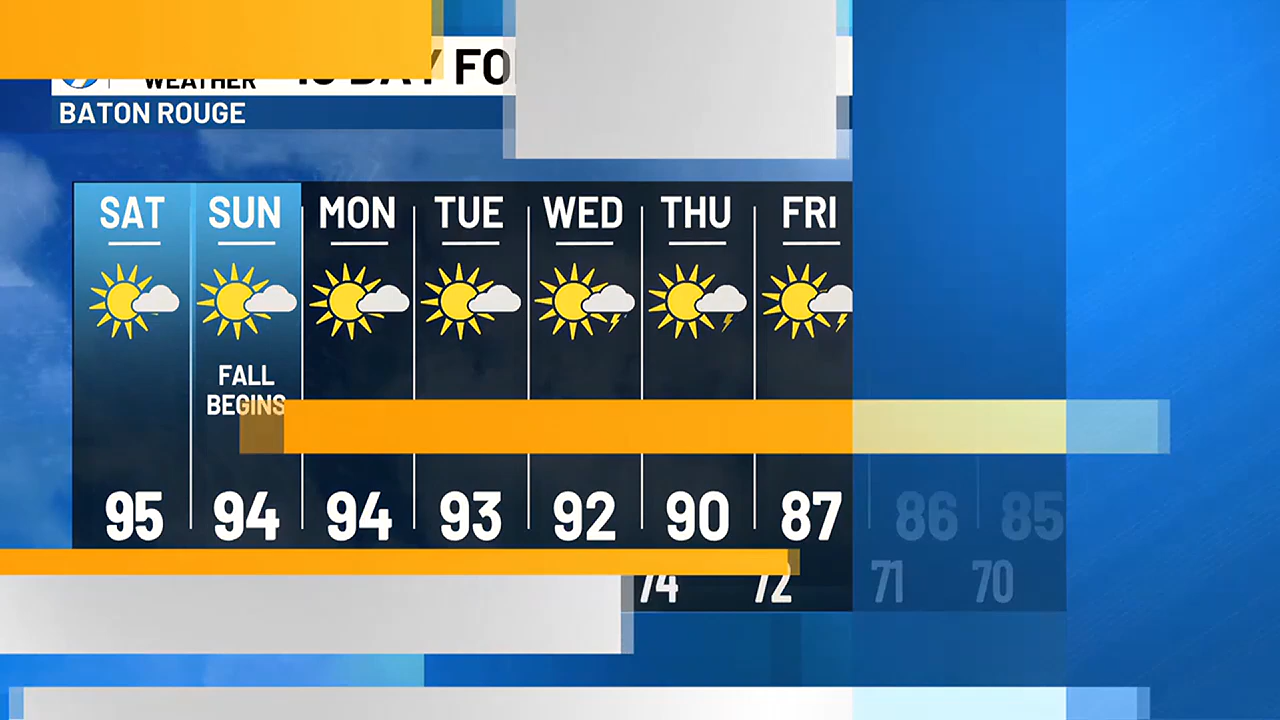 WEATHER DAY
BATON ROUGE
SAT SUN MON TUE WED THU FRI
FALL
BEGINS
95 94 94 93 92 90 87 86 85
74 72 71 70